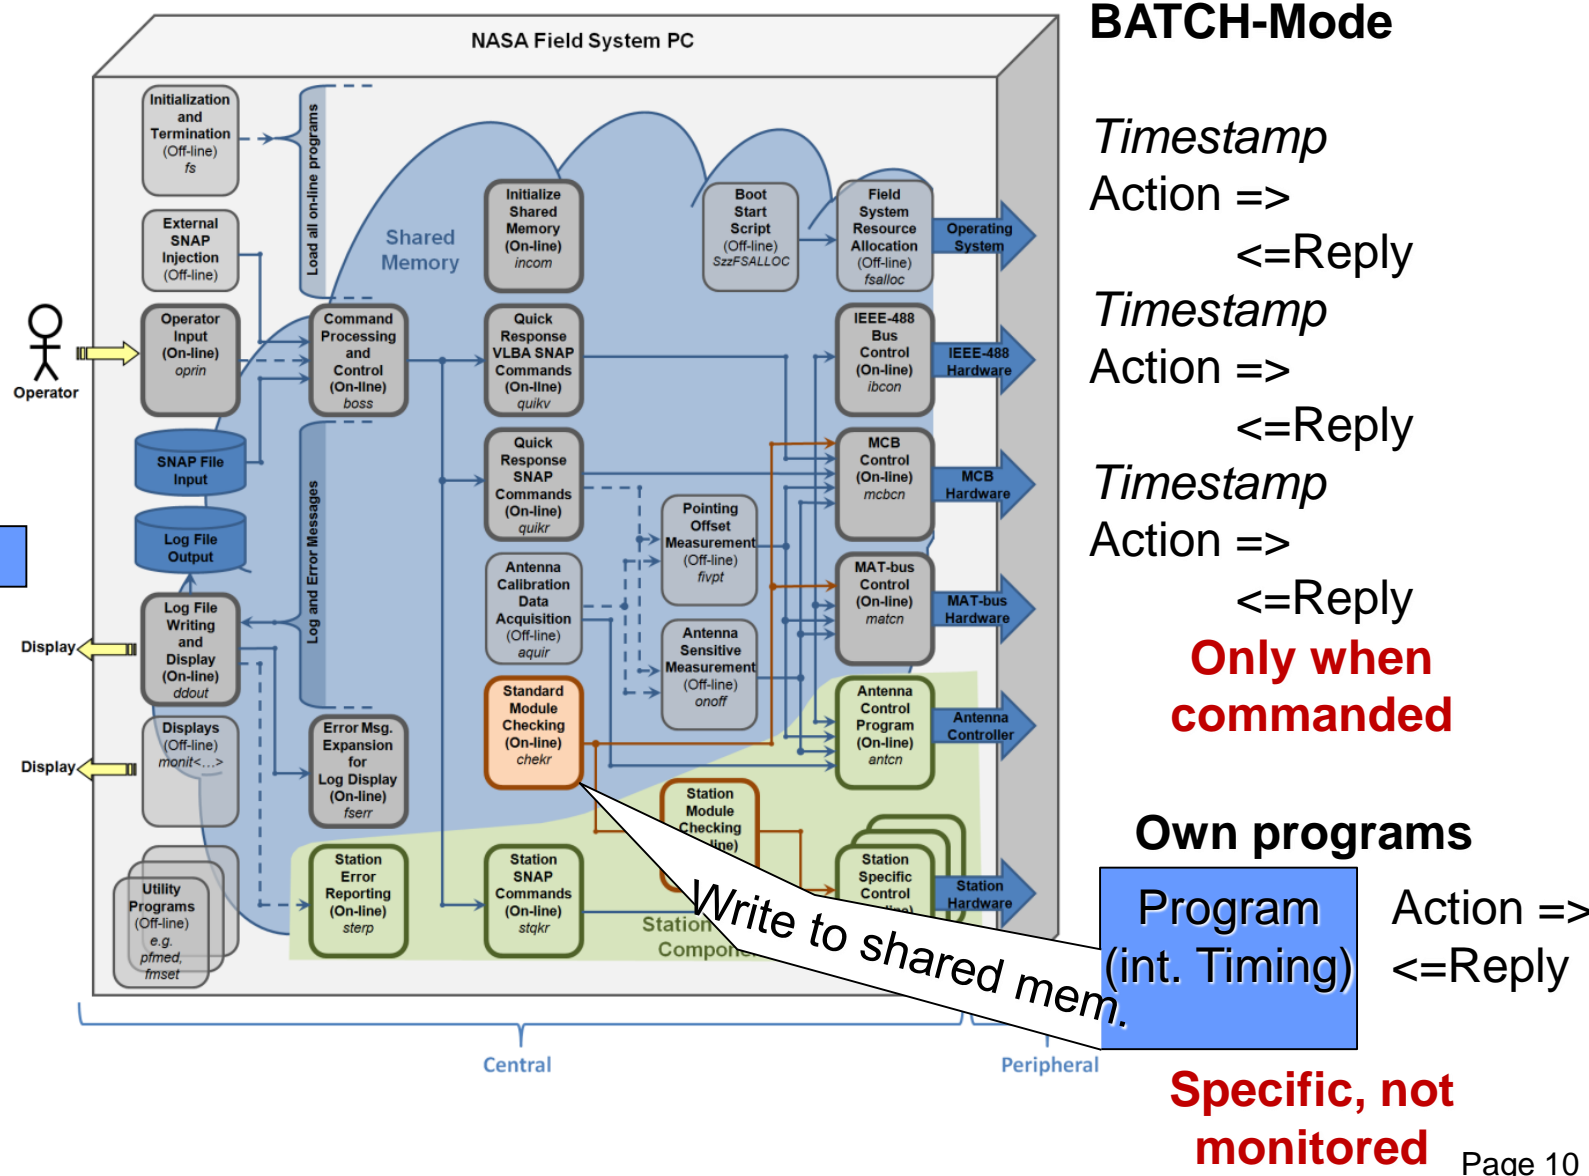 NASA Field System PC
Initialization
and
Termination
(Off-line)
fs
Load all on-line programs
External
SNAP
Injection
(Off-line)
Shared
Memory
Initialize
Shared
Memory
(On-line)
incom
Boot
Start
Script
(Off-line)
SzzFSALLOC
Field
System
Resource
Allocation
(Off-line)
fsalloc
Operating
System
Operator
Operator
Input
(On-line)
oprin
Command
Processing
and
Control
(On-line)
boss
Quick
Response
VLBA SNAP
Commands
(On-line)
quikv
IEEE-488
Bus
Control
(On-line)
ibcon
IEEE-488
Hardware
SNAP File
Input
Log File
Output
Log and Error Messages
Quick
Response
SNAP
Commands
(On-line)
quikr
MCB
Control
(On-line)
mcbcn
MCB
Hardware
Pointing
Offset
Measurement
(Off-line)
fivpt
Antenna
Calibration
Data
Acquisition
(Off-line)
aquir
MAT-bus
Control
(On-line)
matcn
MAT-bus
Hardware
Display
Log File
Writing
and
Display
(On-line)
ddout
Antenna
Sensitive
Measurement
(Off-line)
onoff
Standard
Module
Checking
(On-line)
chekr
Antenna
Control
Program
(On-line)
antcn
Antenna
Controller
Display
Displays
(Off-line)
monit<...>
Error Msg.
Expansion
for
Log Display
(On-line)
fserr
Station
Module
Checking
line)
Utility
Programs
(Off-line)
e.g.
pfmed,
fmset
Station
Error
Reporting
(On-line)
sterp
Station
SNAP
Commands
(On-line)
stqkr
Station
Compon
Station
Specific
Control
Station
Hardware
Write to shared mem.
Central
Peripheral
BATCH-Mode
Timestamp
Action =>
<=Reply
Timestamp
Action =>
<=Reply
Timestamp
Action =>
<=Reply
Only when
commanded
Own programs
Program
(int. Timing)
Action =>
<=Reply
Specific, not
monitored
Page 10